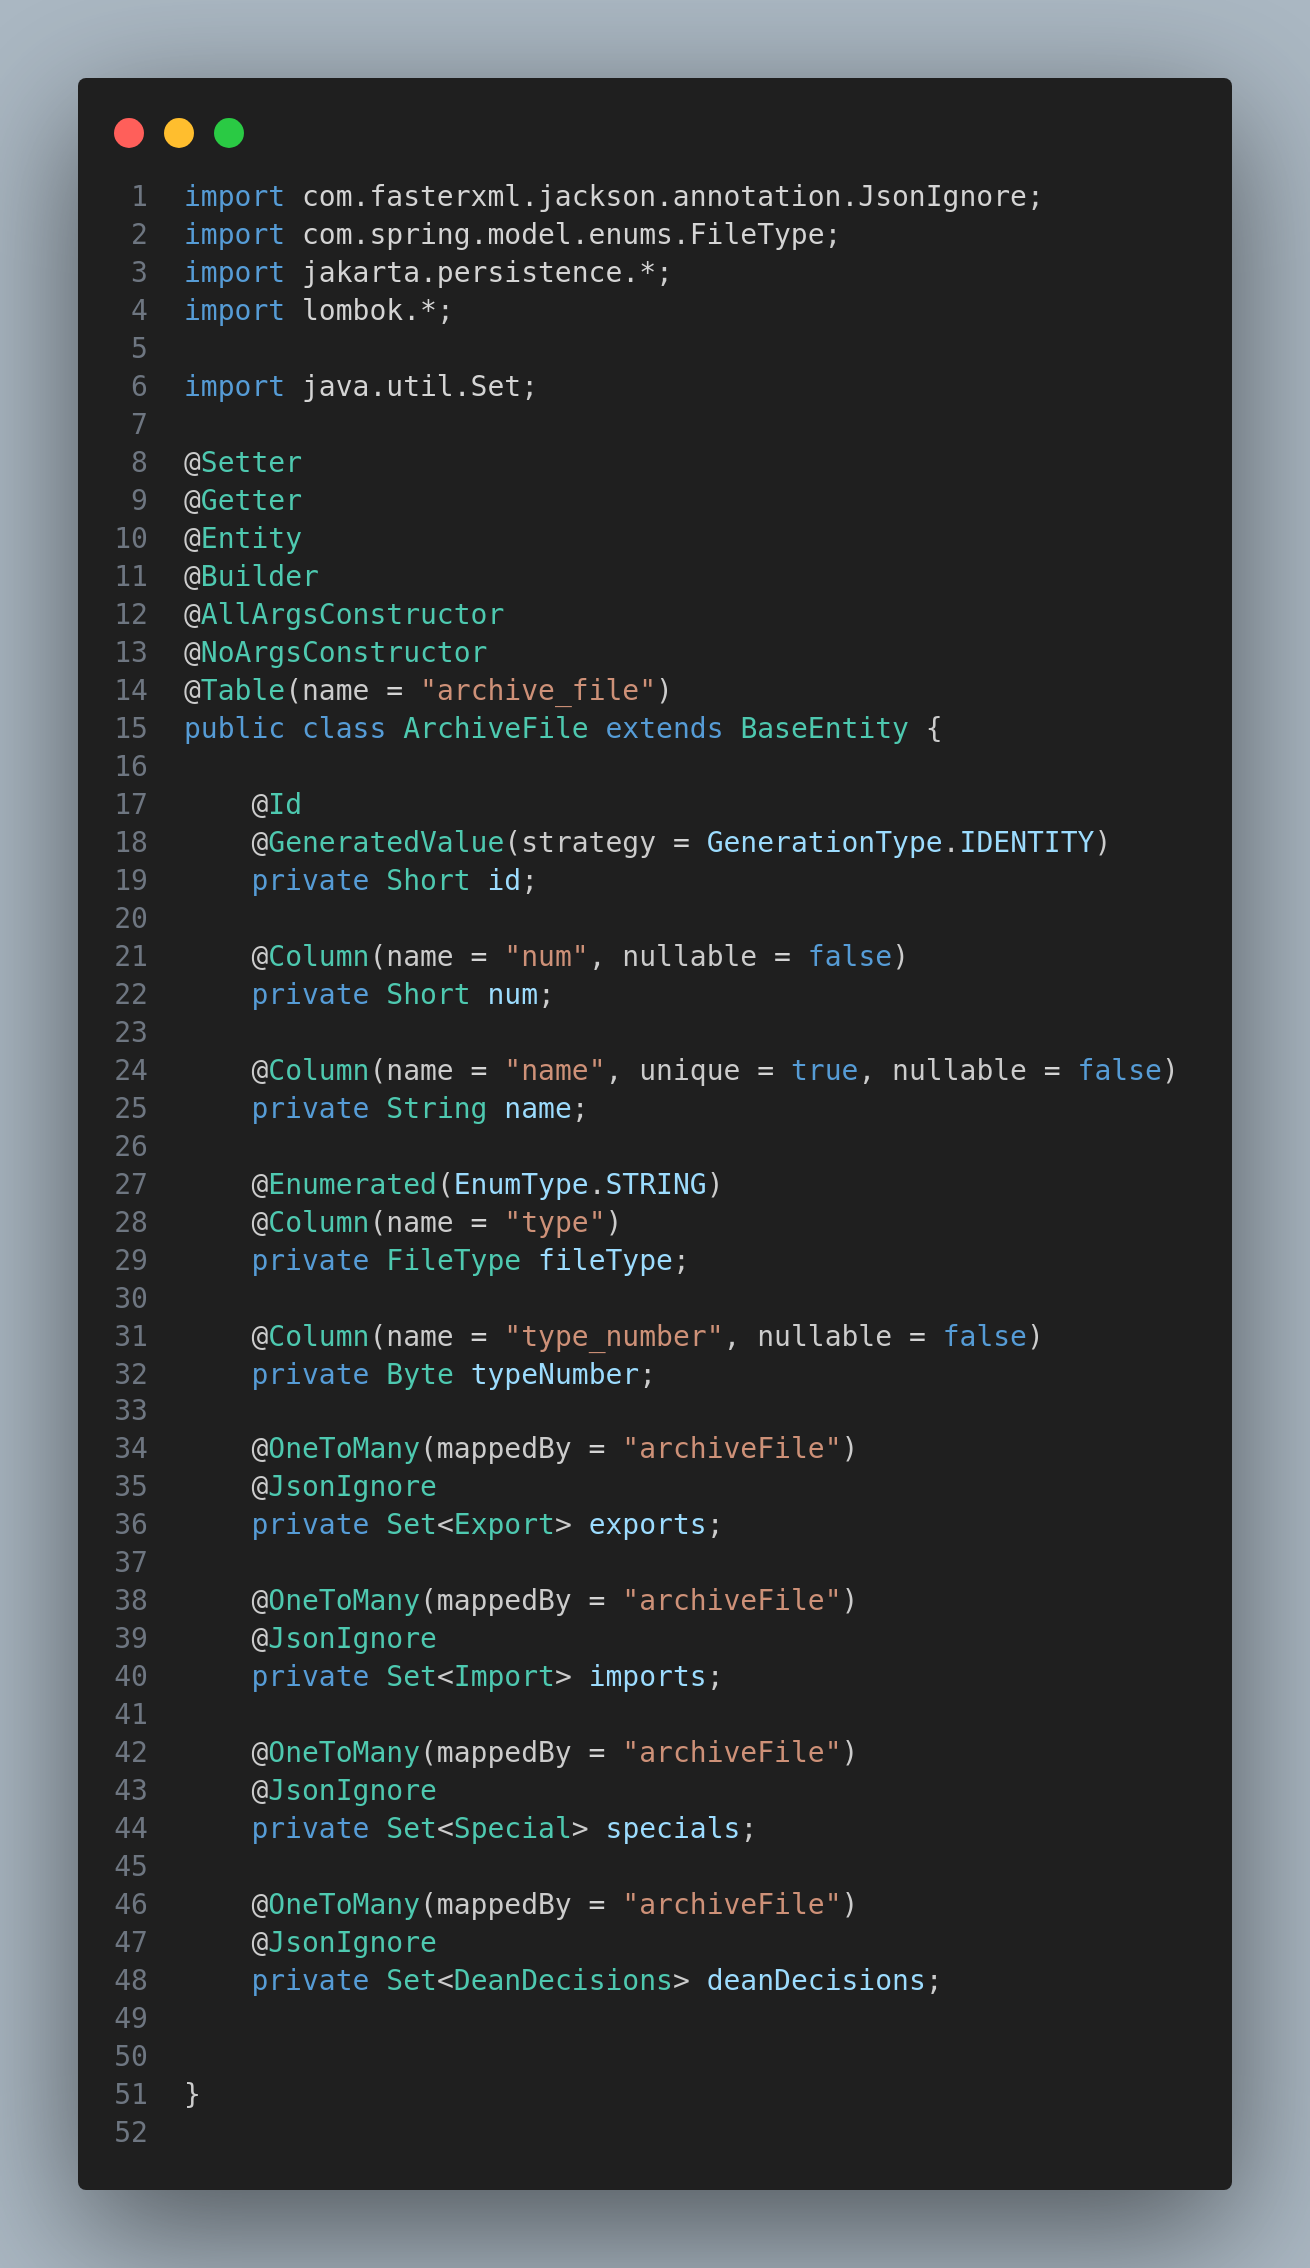 1 import com.fasterxml.jackson.annotation.JsonIgnore;
2 import com.spring.model.enums.FileType;
3 import jakarta.persistence.*;
4 import lombok.*;
5
6 import java.util.Set;
7
8 @Setter
9 @Getter
10 @Entity
11 @Builder
12 @AllArgsConstructor
13 @NoArgsConstructor
14 @Table(name = "archive_file")
15 public class ArchiveFile extends BaseEntity {
16
17     @Id
18     @GeneratedValue(strategy = GenerationType.IDENTITY)
19     private Short id;
20
21     @Column(name = "num", nullable = false)
22     private Short num;
23
24     @Column(name = "name", unique = true, nullable = false)
25     private String name;
26
27     @Enumerated(EnumType.STRING)
28     @Column(name = "type")
29     private FileType fileType;
30
31     @Column(name = "type_number", nullable = false)
32     private Byte typeNumber;
33
34     @OneToMany(mappedBy = "archiveFile")
35     @JsonIgnore
36     private Set<Export> exports;
37
38     @OneToMany(mappedBy = "archiveFile")
39     @JsonIgnore
40     private Set<Import> imports;
41
42     @OneToMany(mappedBy = "archiveFile")
43     @JsonIgnore
44     private Set<Special> specials;
45
46     @OneToMany(mappedBy = "archiveFile")
47     @JsonIgnore
48     private Set<DeanDecisions> deanDecisions;
49
50
51 }
52